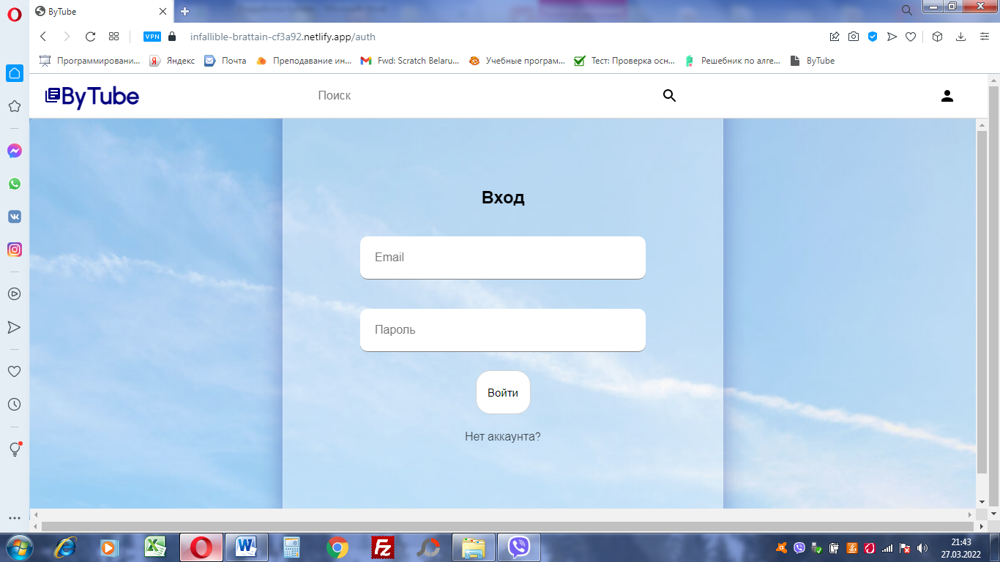 ByTube
VPN
infallible-brattain-cf3a92.netlify.app/auth
Программировани...
Яндекс
Почта
Преподавание ин...
Fwd: Scratch Belaru...
Учебные програм...
Тест: Проверка осн...
Решебник по алге...
ByTube
ByTube
Поиск
Вход
Email
Пароль
Войти
Нет аккаунта?
21:43
27.03.2022